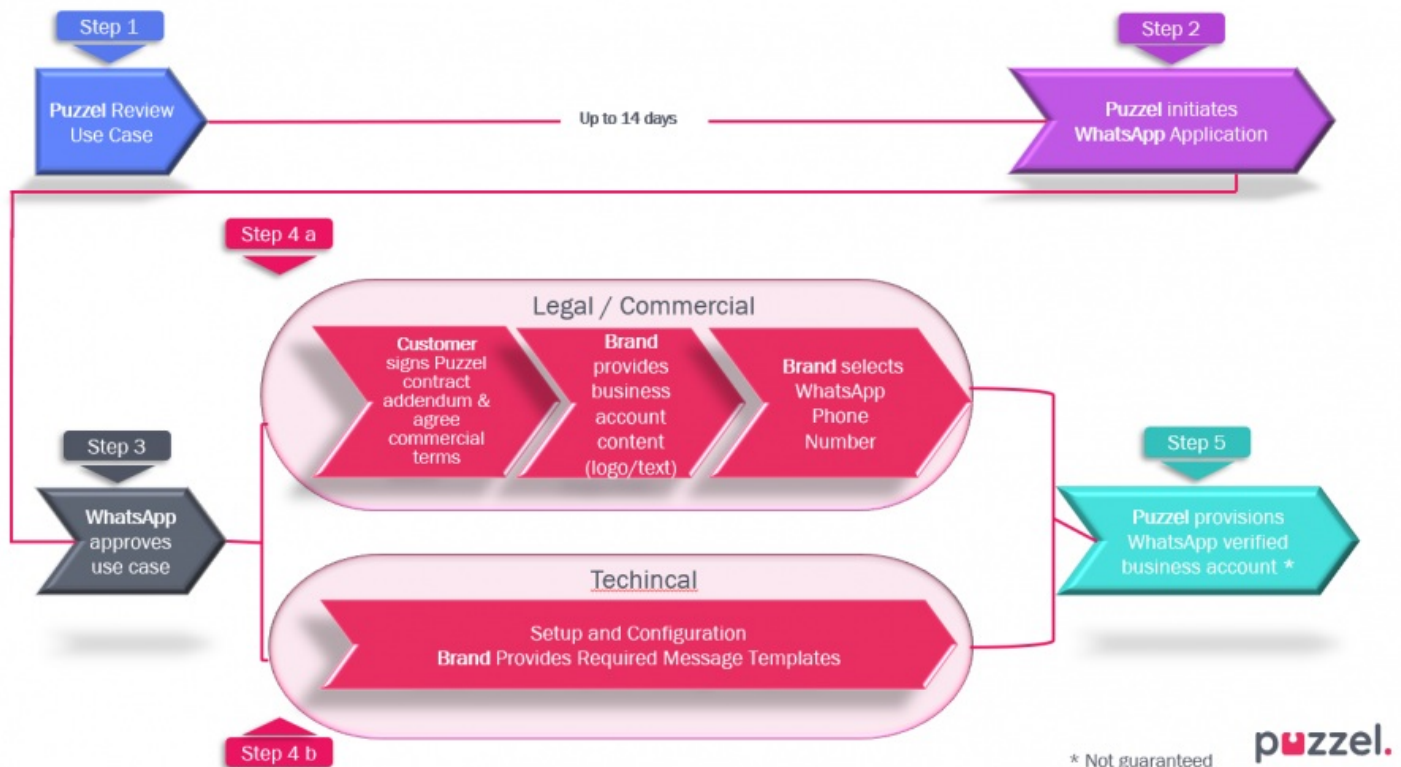 Step 1
Puzzel Review
Use Case
Up to 14 days
Step 2
Puzzel initiates
WhatsApp Application
Step 4 a
Legal / Commercial
Customer
signs Puzzel
contract
addendum &
agree
commercial
terms
Brand
provides
business
account
content
(logo/text)
Brand selects
WhatsApp
Phone
Number
Step 3
WhatsApp
approves
use case
Techincal
Setup and Configuration
Brand Provides Required Message Templates
Step 4 b
Step 5
Puzzel provisions
WhatsApp verified
business account *
* Not guaranteed
puzzel.